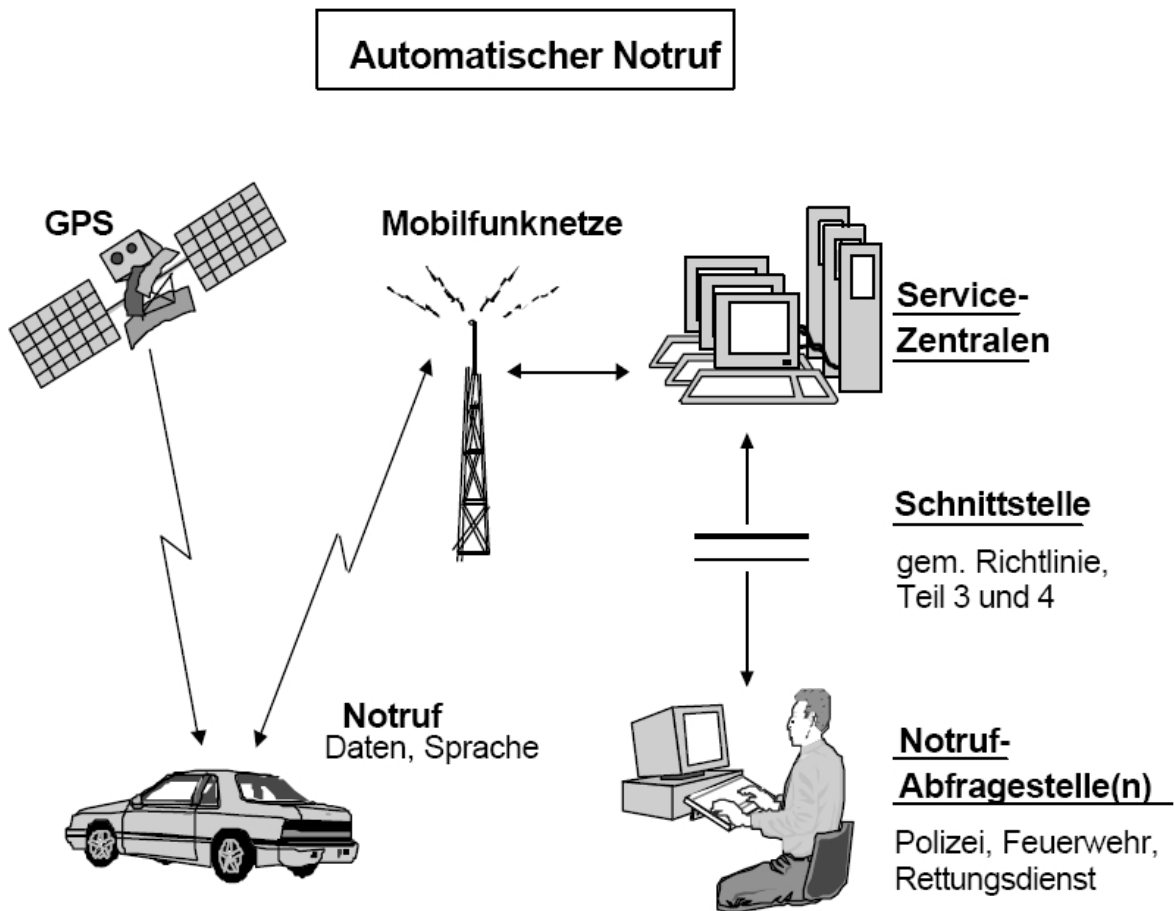 Automatischer Notruf
GPS
Mobilfunknetze
Service-
Zentralen
Schnittstelle
gem. Richtlinie,
Teil 3 und 4
Notruf
Daten, Sprache
Notruf-
Abfragestelle(n)
Polizei, Feuerwehr,
Rettungsdienst